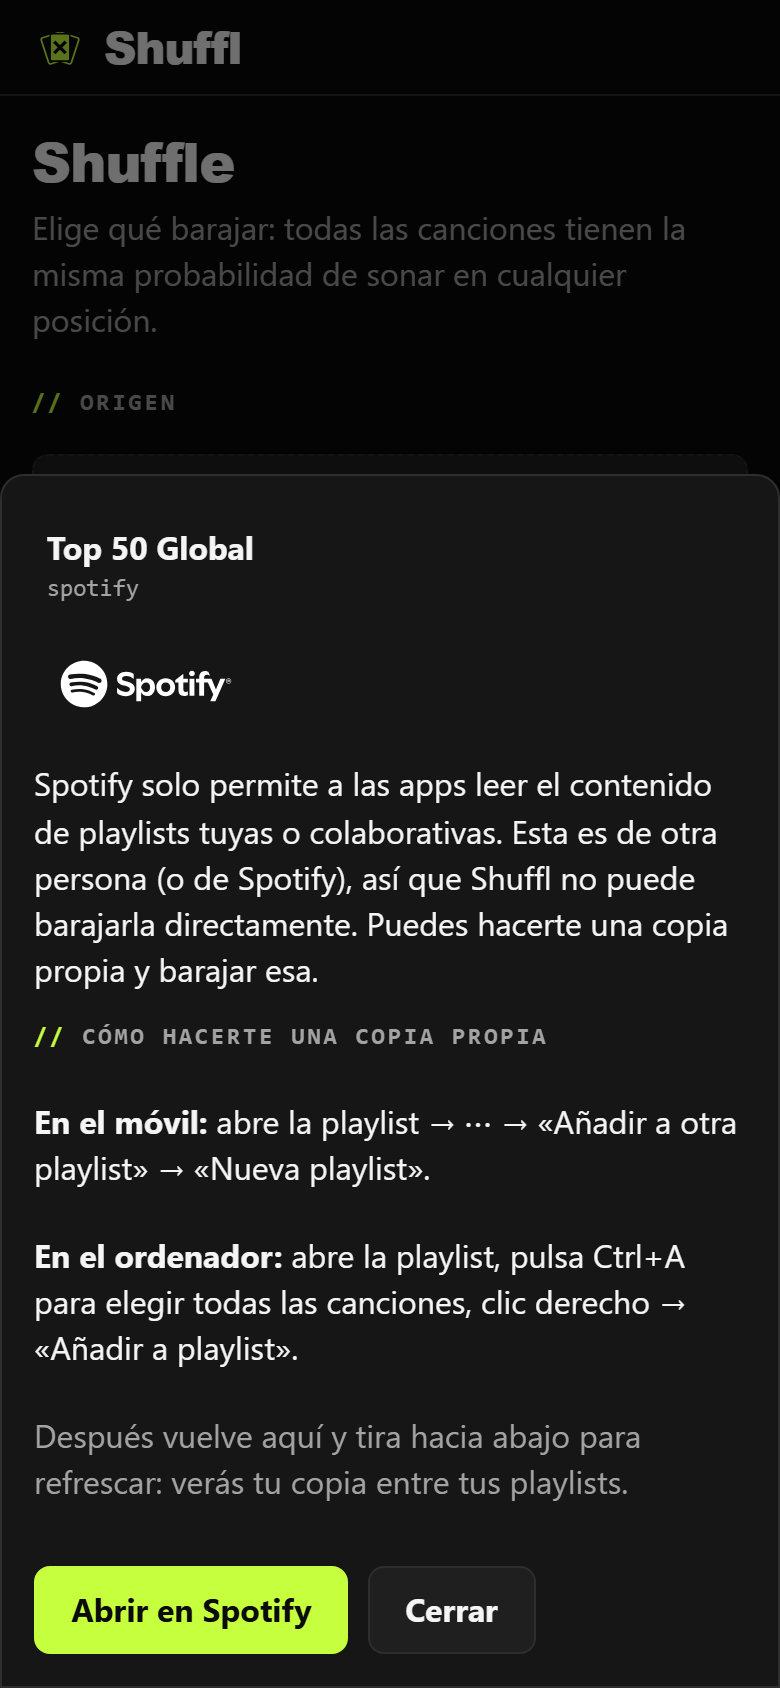 Shuffl
Shuffle
Elige qué barajar: todas las canciones tienen la
misma probabilidad de sonar en cualquier
posición.
// ORIGEN
Top 50 Global
spotify
Spotify®
Spotify solo permite a las apps leer el contenido
de playlists tuyas o colaborativas. Esta es de otra
persona (o de Spotify), así que Shuffl no puede
barajarla directamente. Puedes hacerte una copia
propia y barajar esa.
// CÓMO HACERTE UNA COPIA PROPIA
En el móvil: abre la playlist → ··· → «Añadir a otra
playlist» → «Nueva playlist».
En el ordenador: abre la playlist, pulsa Ctrl+A
para elegir todas las canciones, clic derecho →
«Añadir a playlist».
Después vuelve aquí y tira hacia abajo para
refrescar: verás tu copia entre tus playlists.
Abrir en Spotify
Cerrar